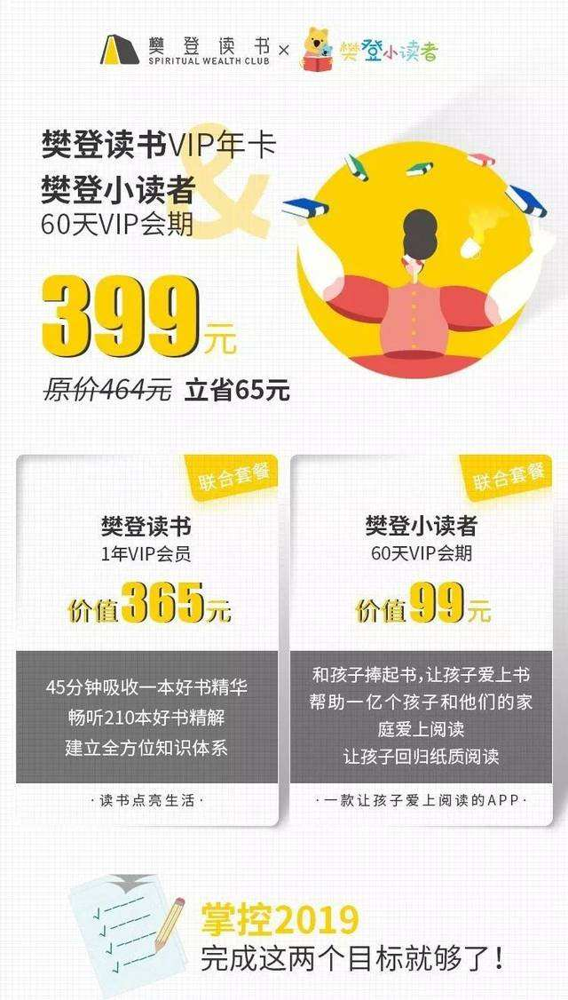 樊登读书
SPIRITUAL WEALTH CLUB
×
樊登小读者
&
樊登读书VIP年卡
樊登小读者
60天VIP会期
399元
原价464元 立省65元
联合套餐
樊登读书
1年VIP会员
价值365元
45分钟吸收一本好书精华
畅听210本好书精解
建立全方位知识体系
·读书点亮生活·
联合套餐
樊登小读者
60天VIP会期
价值99元
和孩子捧起书,让孩子爱上书
帮助一亿个孩子和他们的家
庭爱上阅读
让孩子回归纸质阅读
·一款让孩子爱上阅读的APP·
掌控2019
完成这两个目标就够了!